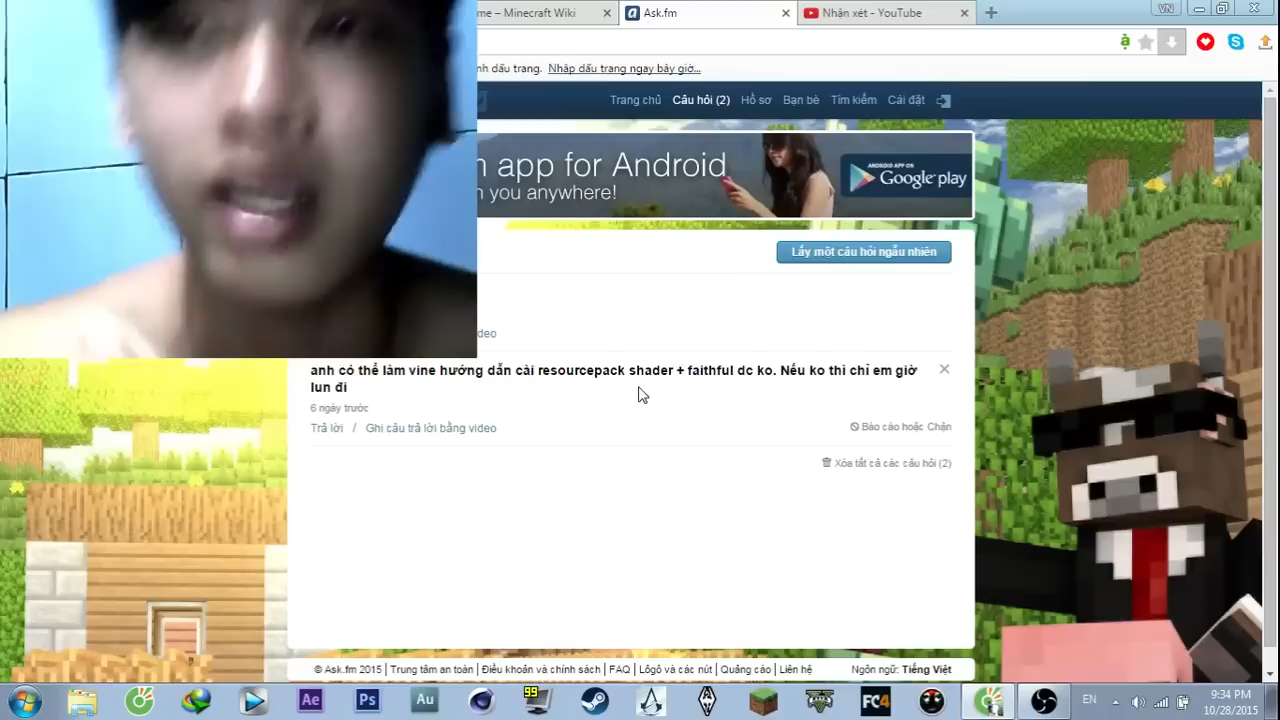 me – Minecraft Wiki
Ask.fm
Nhận xét - YouTube
VN
nh dấu trang. Nhập dấu trang ngay bây giờ...
Trang chủ Câu hỏi (2) Hồ sơ Bạn bè Tìm kiếm Cài đặt
app for Android
you anywhere!
ANDROID APP ON
Google play
Lấy một câu hỏi ngẫu nhiên
deo
anh có thể làm vine hướng dẫn cài resourcepack shader + faithful dc ko. Nếu ko thì chỉ em giờ
lun đi
6 ngày trước
Trả lời / Ghi câu trả lời bằng video
Báo cáo hoặc Chặn
Xóa tất cả các câu hỏi (2)
© Ask.fm 2015 | Trung tâm an toàn | Điều khoản và chính sách | FAQ | Lôgô và các nút | Quảng cáo | Liên hệ
Ngôn ngữ: Tiếng Việt
Ae
Ps
Au
99
FC4
EN
9:34 PM
10/28/2015